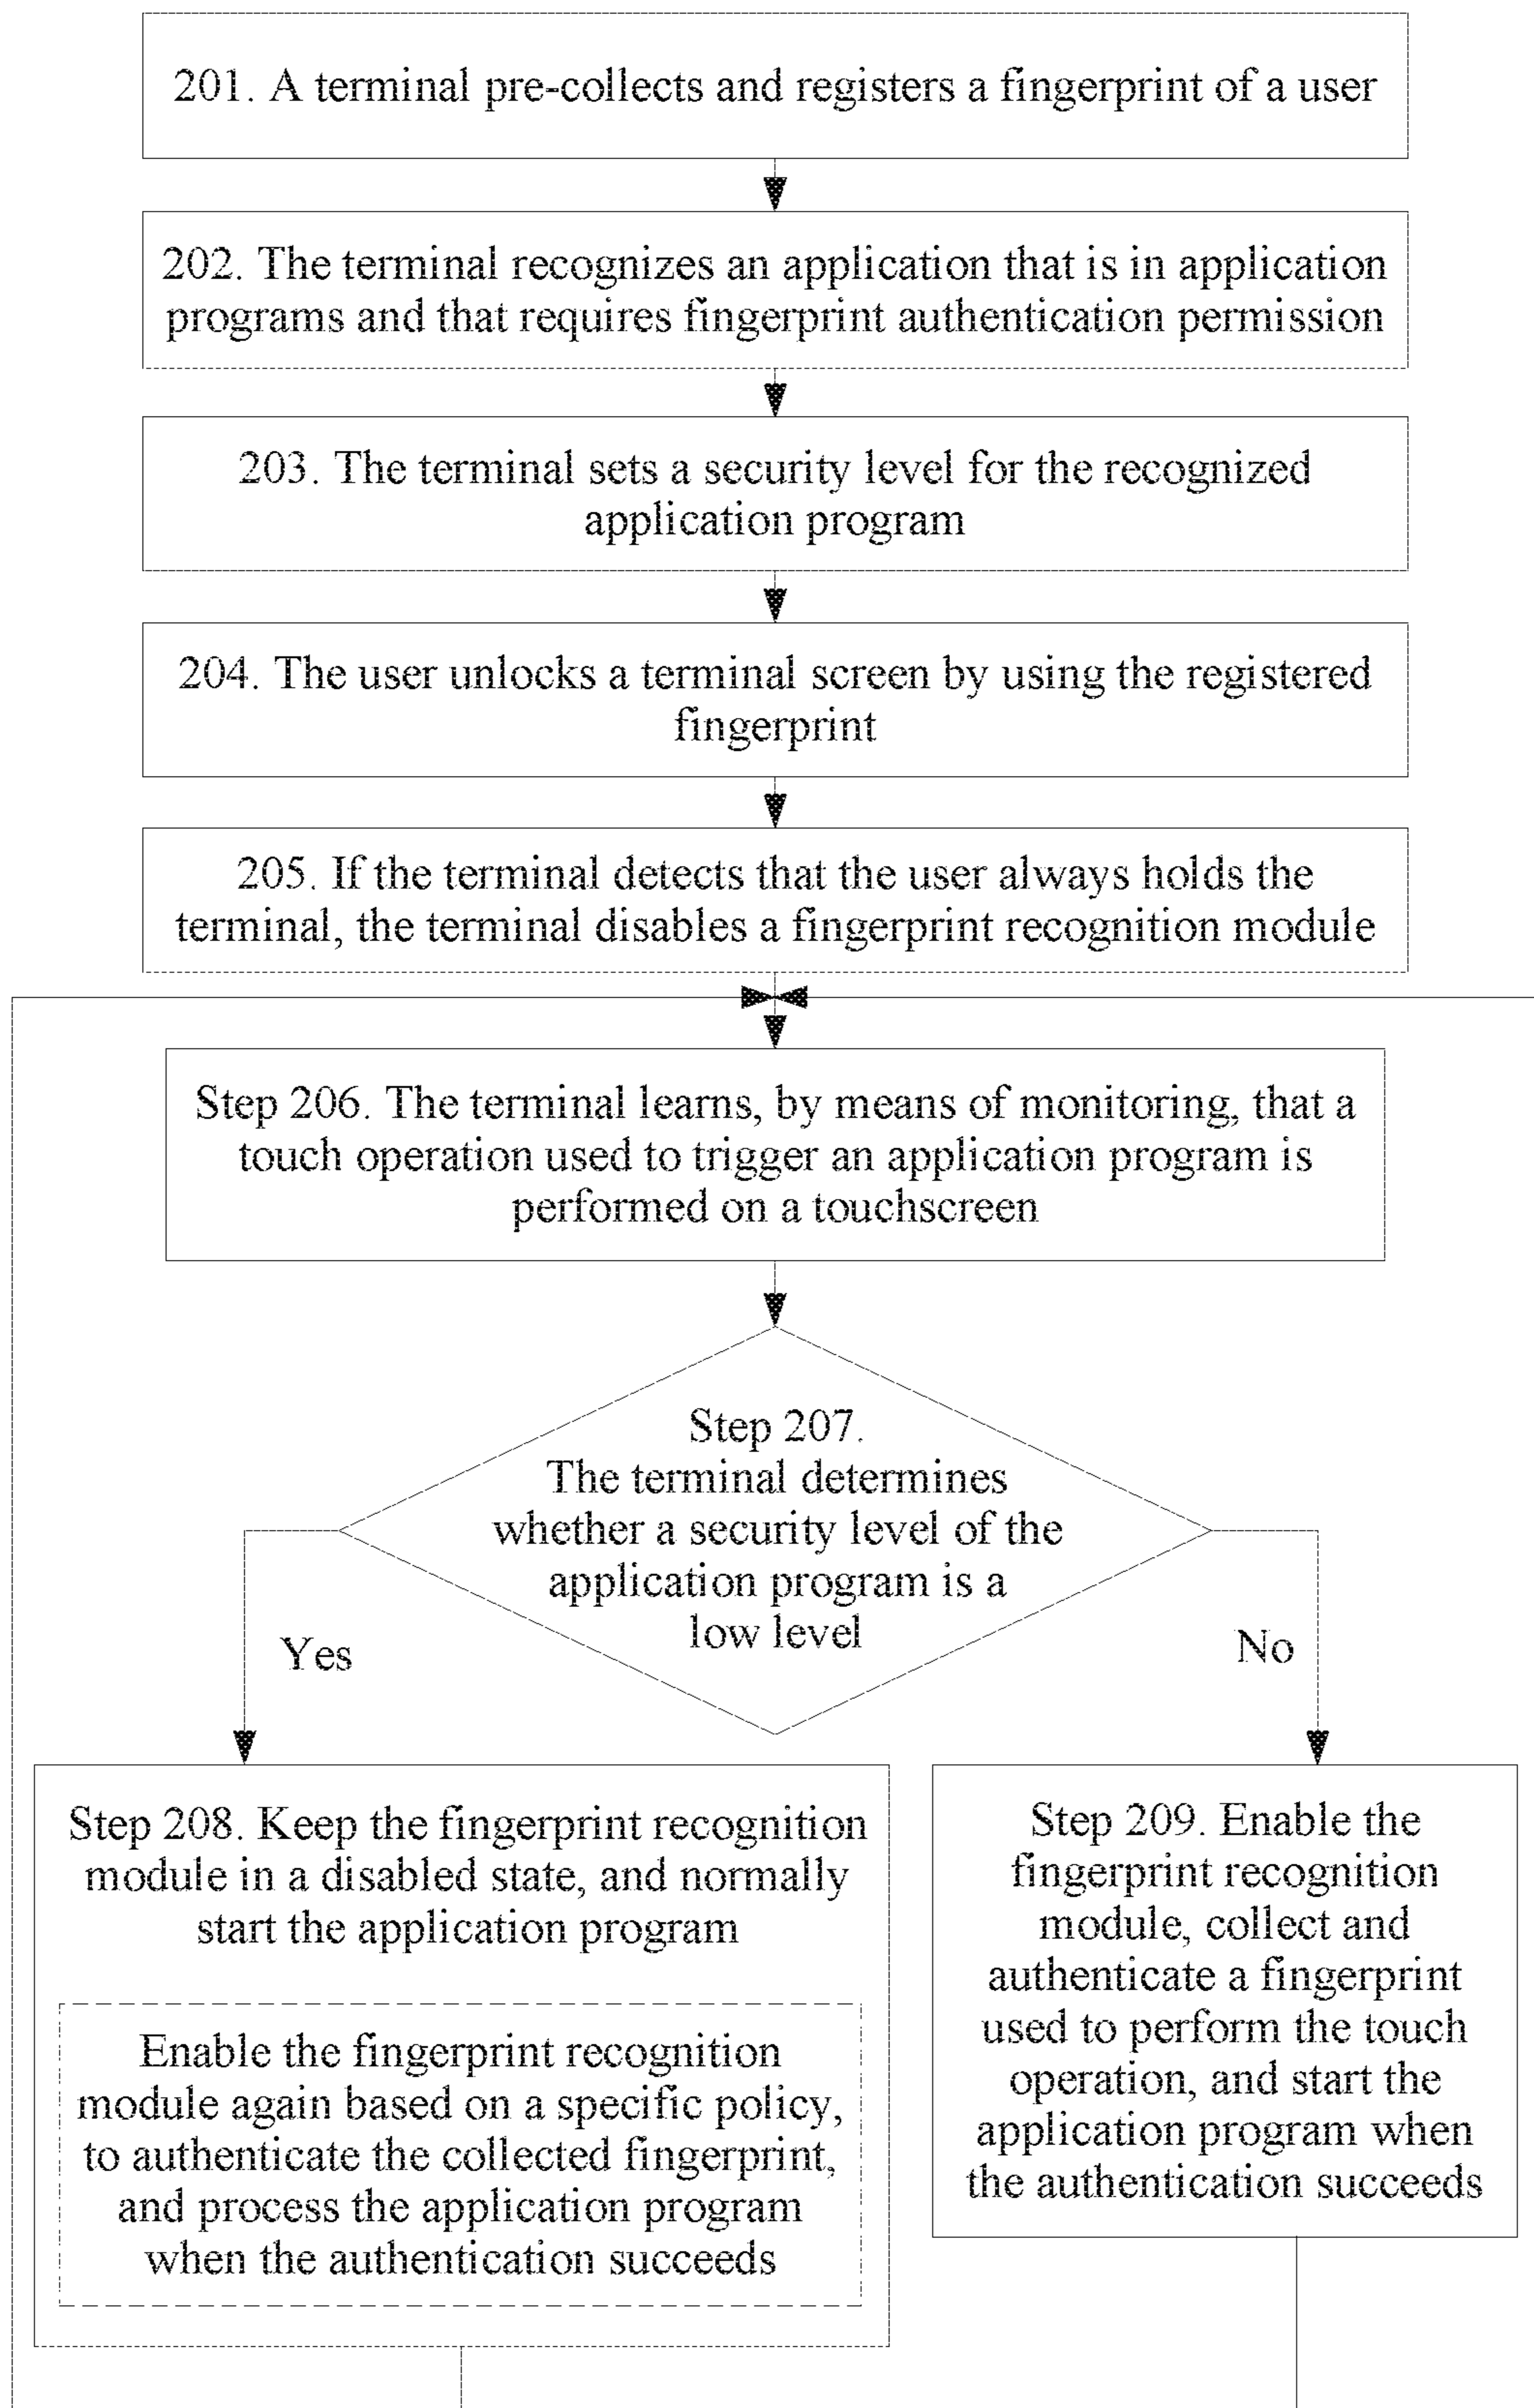 201. A terminal pre-collects and registers a fingerprint of a user
202. The terminal recognizes an application that is in application
programs and that requires fingerprint authentication permission
203. The terminal sets a security level for the recognized
application program
204. The user unlocks a terminal screen by using the registered
fingerprint
205. If the terminal detects that the user always holds the
terminal, the terminal disables a fingerprint recognition module
Step 206. The terminal learns, by means of monitoring, that a
touch operation used to trigger an application program is
performed on a touchscreen
Step 207.
The terminal determines
whether a security level of the
application program is a
low level
Yes
No
Step 208. Keep the fingerprint recognition
module in a disabled state, and normally
start the application program
Enable the fingerprint recognition
module again based on a specific policy,
to authenticate the collected fingerprint,
and process the application program
when the authentication succeeds
Step 209. Enable the
fingerprint recognition
module, collect and
authenticate a fingerprint
used to perform the touch
operation, and start the
application program when
the authentication succeeds